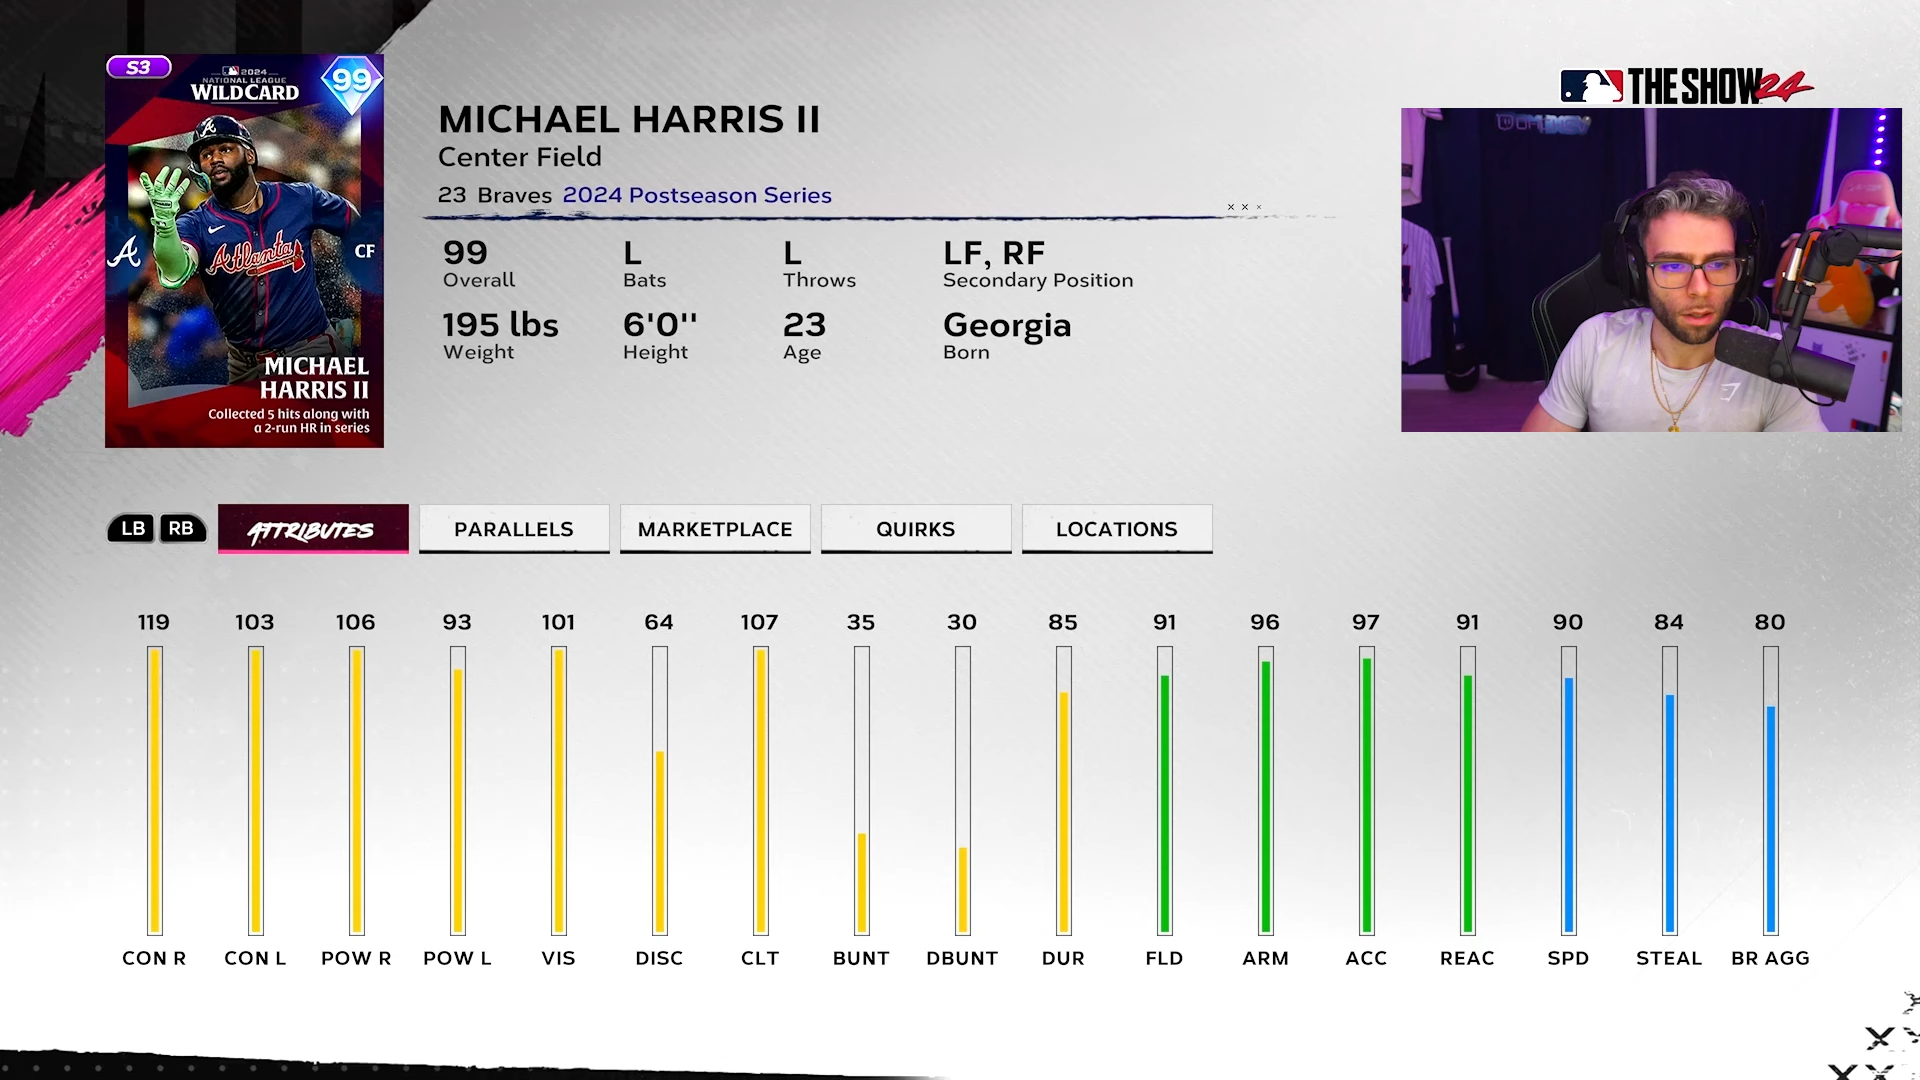 S3
2024
NATIONAL LEAGUE
WILD CARD
99
Atlanta
A
CF
MICHAEL
HARRIS II
Collected 5 hits along with
a 2-run HR in series
MICHAEL HARRIS II
Center Field
23 Braves 2024 Postseason Series
99
Overall
L
Bats
L
Throws
LF, RF
Secondary Position
195 lbs
Weight
6'0''
Height
23
Age
Georgia
Born
THE SHOW 24
LB RB ATTRIBUTES PARALLELS MARKETPLACE QUIRKS LOCATIONS
119 103 106 93 101 64 107 35 30 85 91 96 97 91 90 84 80
CON R CON L POW R POW L VIS DISC CLT BUNT DBUNT DUR FLD ARM ACC REAC SPD STEAL BR AGG